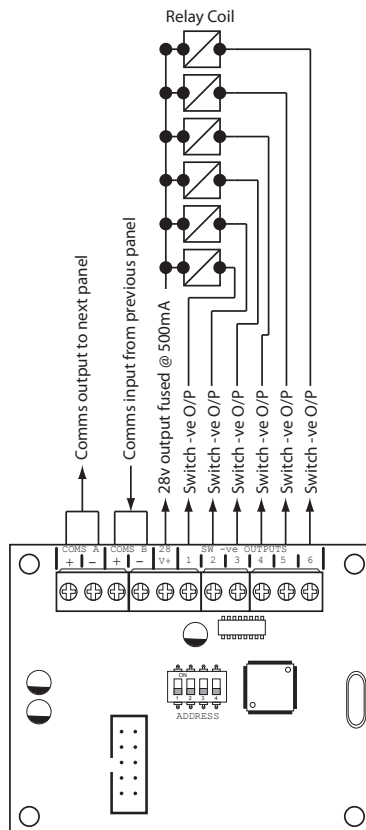 Relay Coil
Comms output to next panel
Comms input from previous panel
28v output fused @ 500mA
Switch -ve O/P
Switch -ve O/P
Switch -ve O/P
Switch -ve O/P
Switch -ve O/P
Switch -ve O/P
COMS A COMS B 28 SW -ve OUTPUTS
+ − + − V+ 1 2 3 4 5 6
ON
1 2 3 4
ADDRESS